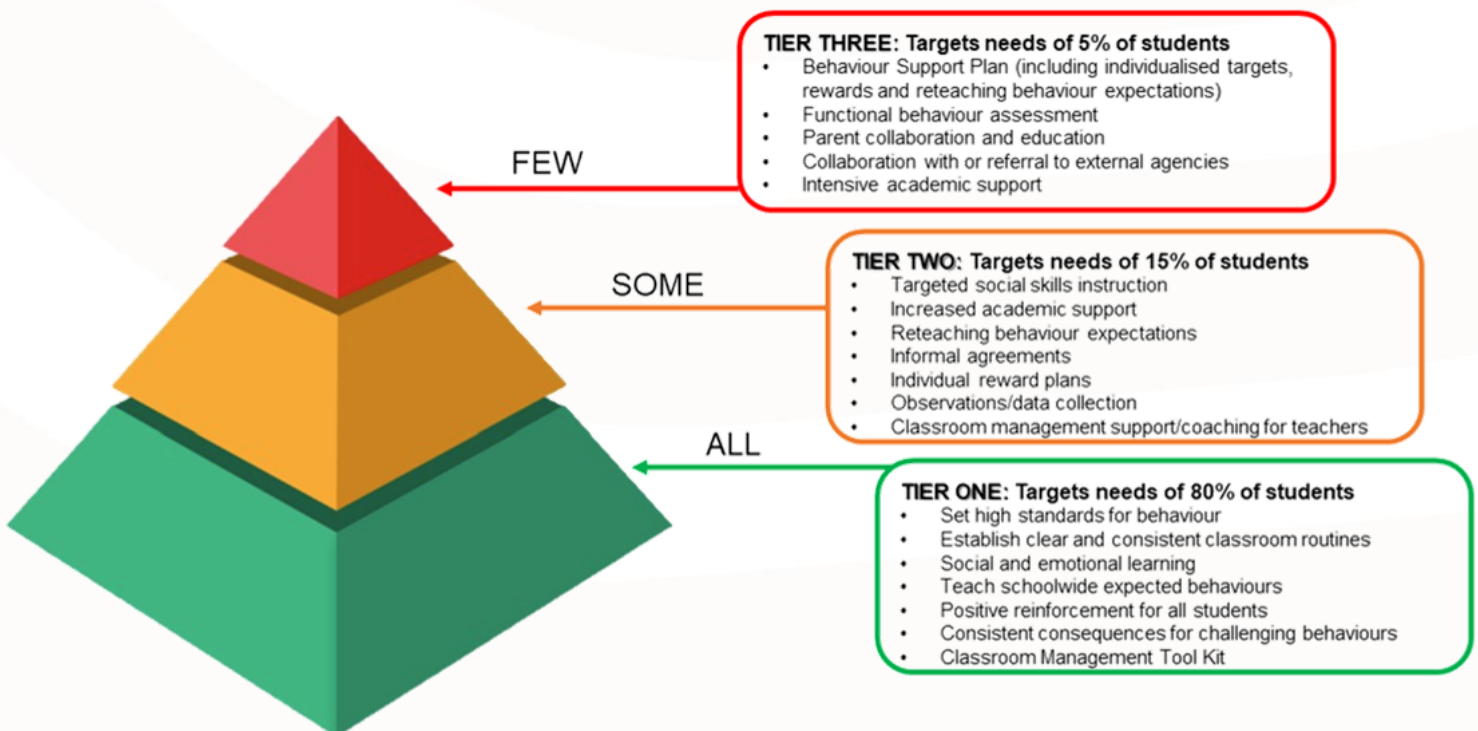 TIER THREE: Targets needs of 5% of students
• Behaviour Support Plan (including individualised targets,
rewards and reteaching behaviour expectations)
• Functional behaviour assessment
• Parent collaboration and education
• Collaboration with or referral to external agencies
• Intensive academic support
FEW
TIER TWO: Targets needs of 15% of students
• Targeted social skills instruction
• Increased academic support
• Reteaching behaviour expectations
• Informal agreements
• Individual reward plans
• Observations/data collection
• Classroom management support/coaching for teachers
SOME
ALL
TIER ONE: Targets needs of 80% of students
• Set high standards for behaviour
• Establish clear and consistent classroom routines
• Social and emotional learning
• Teach schoolwide expected behaviours
• Positive reinforcement for all students
• Consistent consequences for challenging behaviours
• Classroom Management Tool Kit